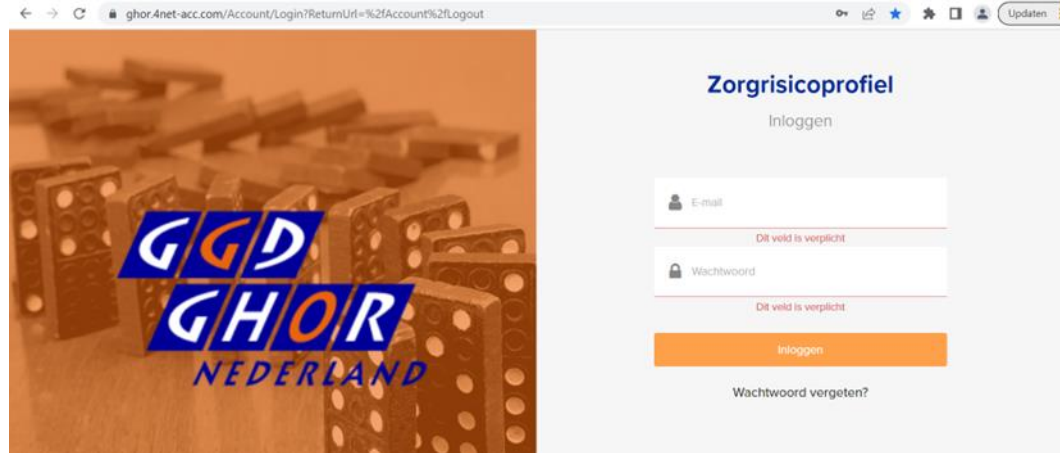 ghor.4net-acc.com/Account/Login?ReturnUrl=%2fAccount%2fLogout
Updaten
GGD
GHOR
NEDERLAND
Zorgrisicoprofiel
Inloggen
E-mail
Dit veld is verplicht
Wachtwoord
Dit veld is verplicht
Inloggen
Wachtwoord vergeten?